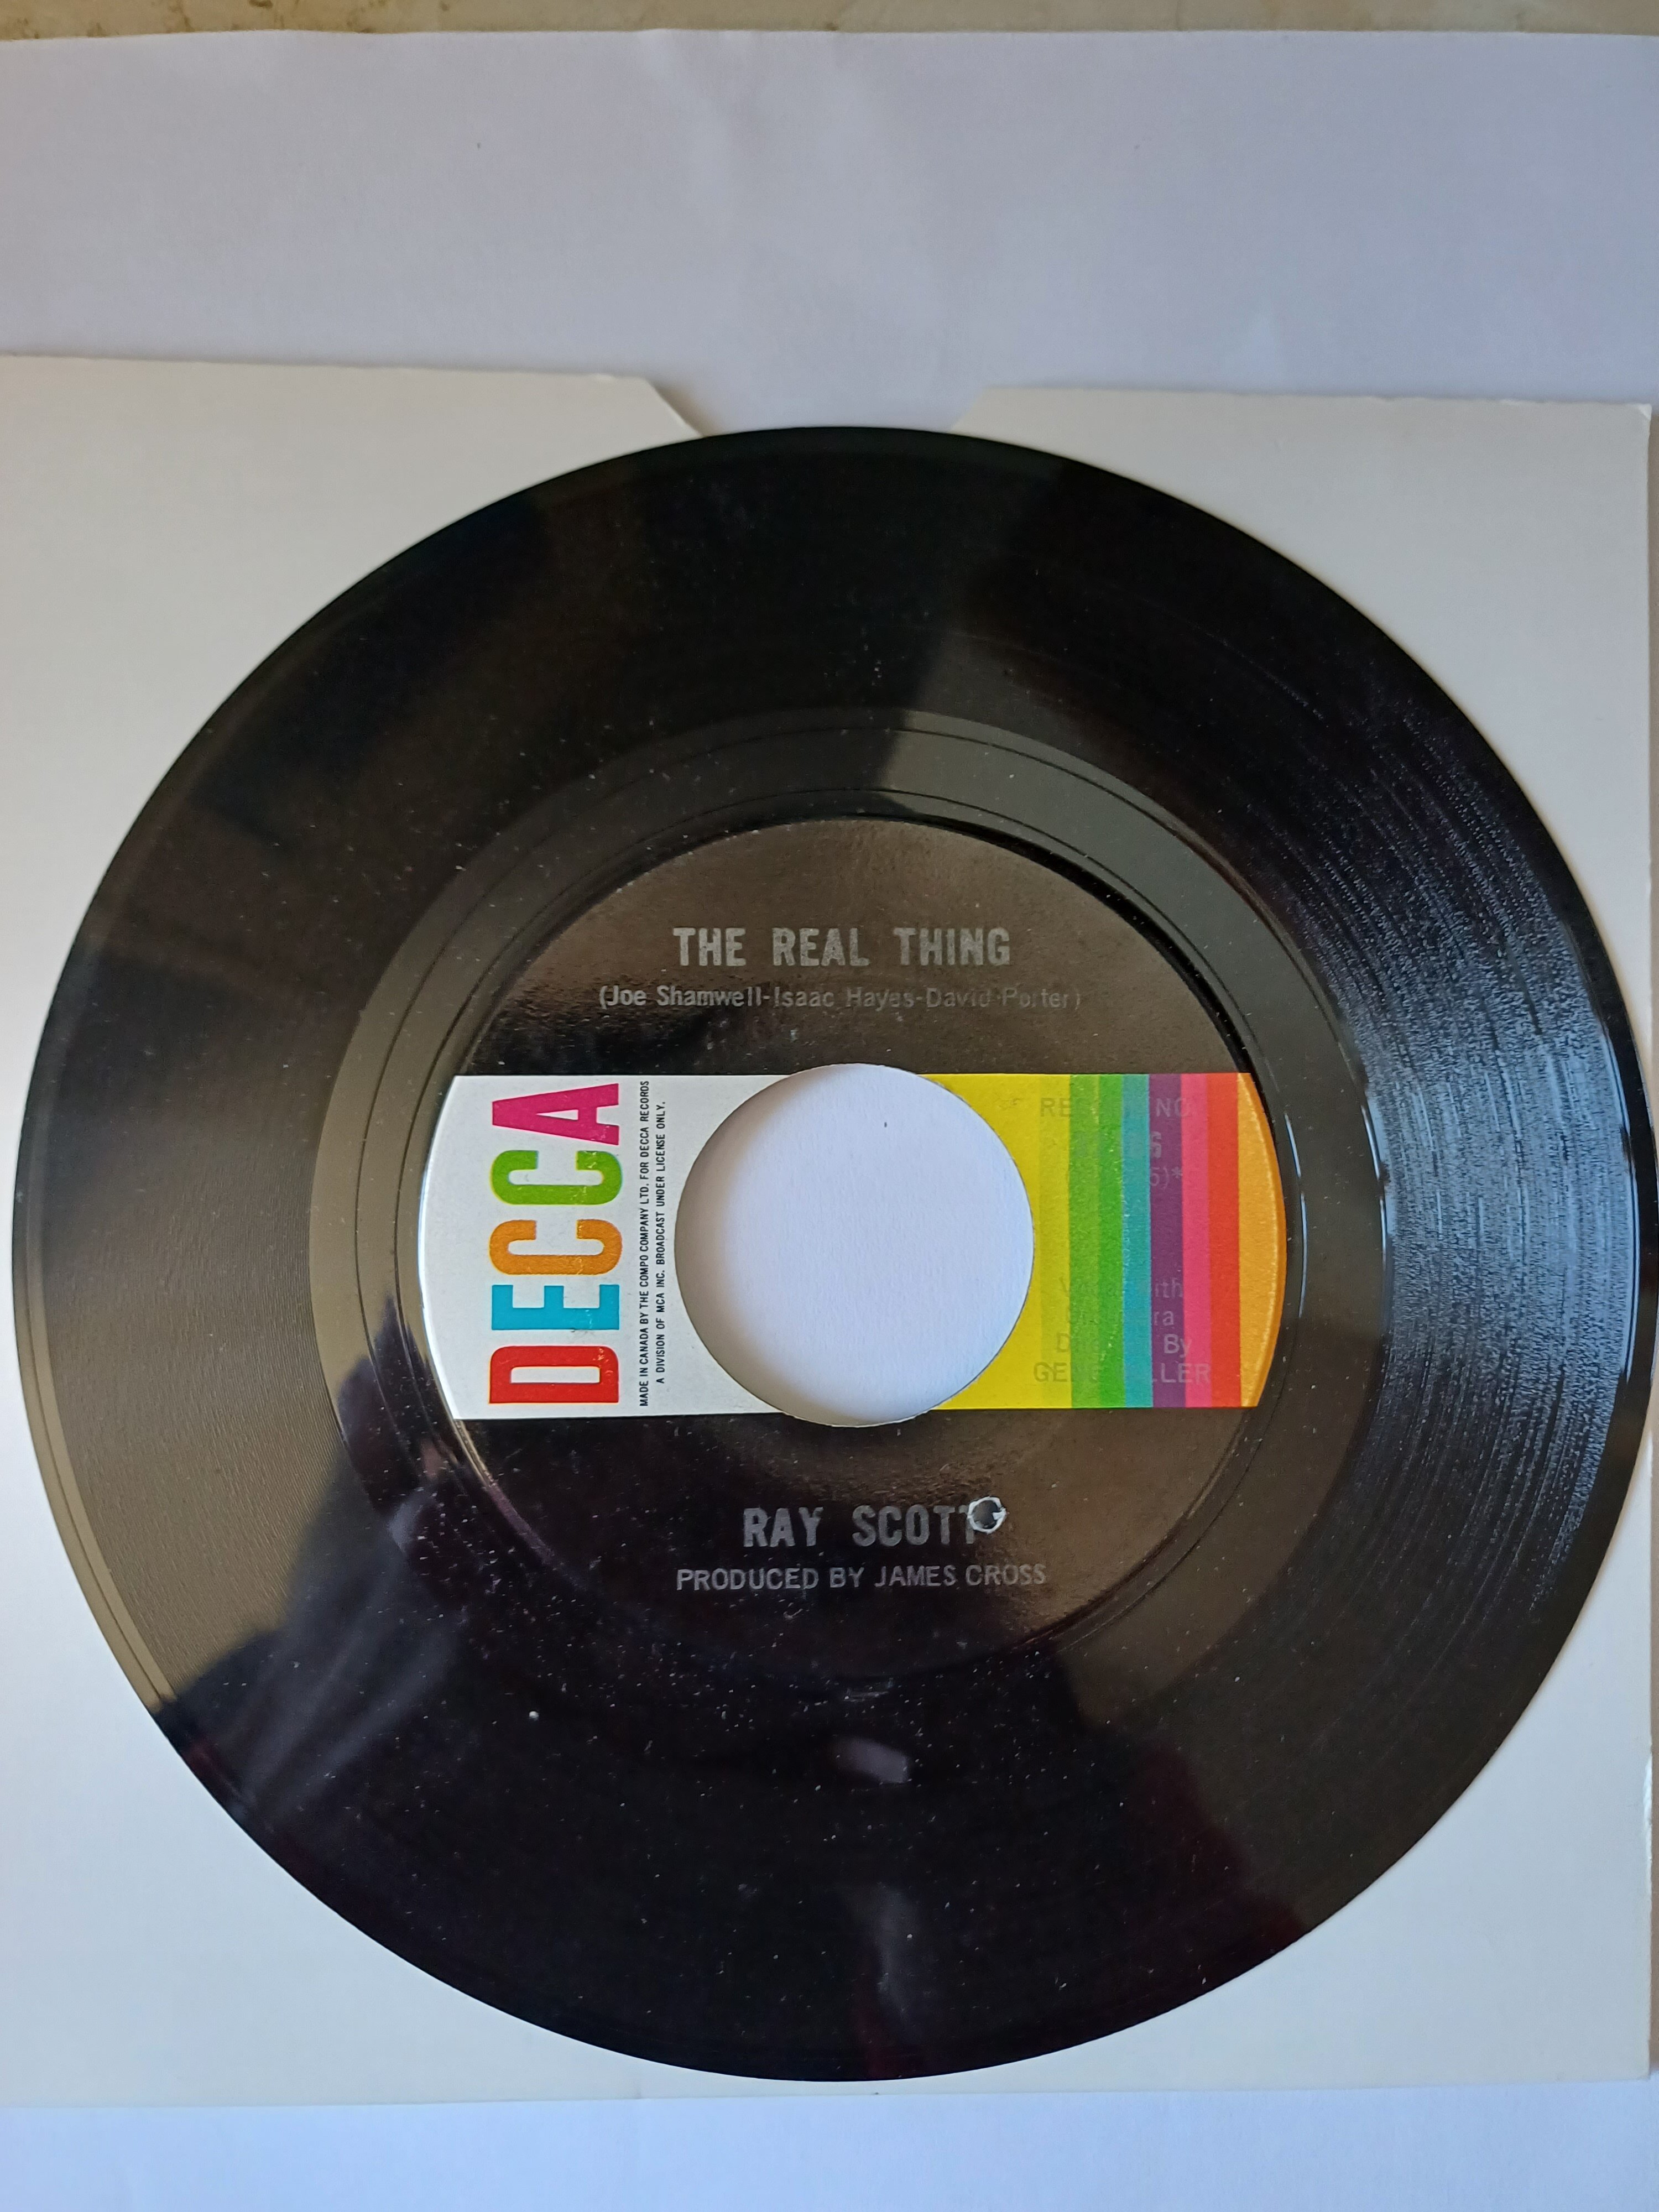 THE REAL THING
(Joe Shamwell-Isaac Hayes-David Porter)
DECCA
MADE IN CANADA BY THE COMPO COMPANY LTD. FOR DECCA RECORDS
A DIVISION OF MCA INC. BROADCAST UNDER LICENSE ONLY.
By
RAY SCOTT
PRODUCED BY JAMES CROSS